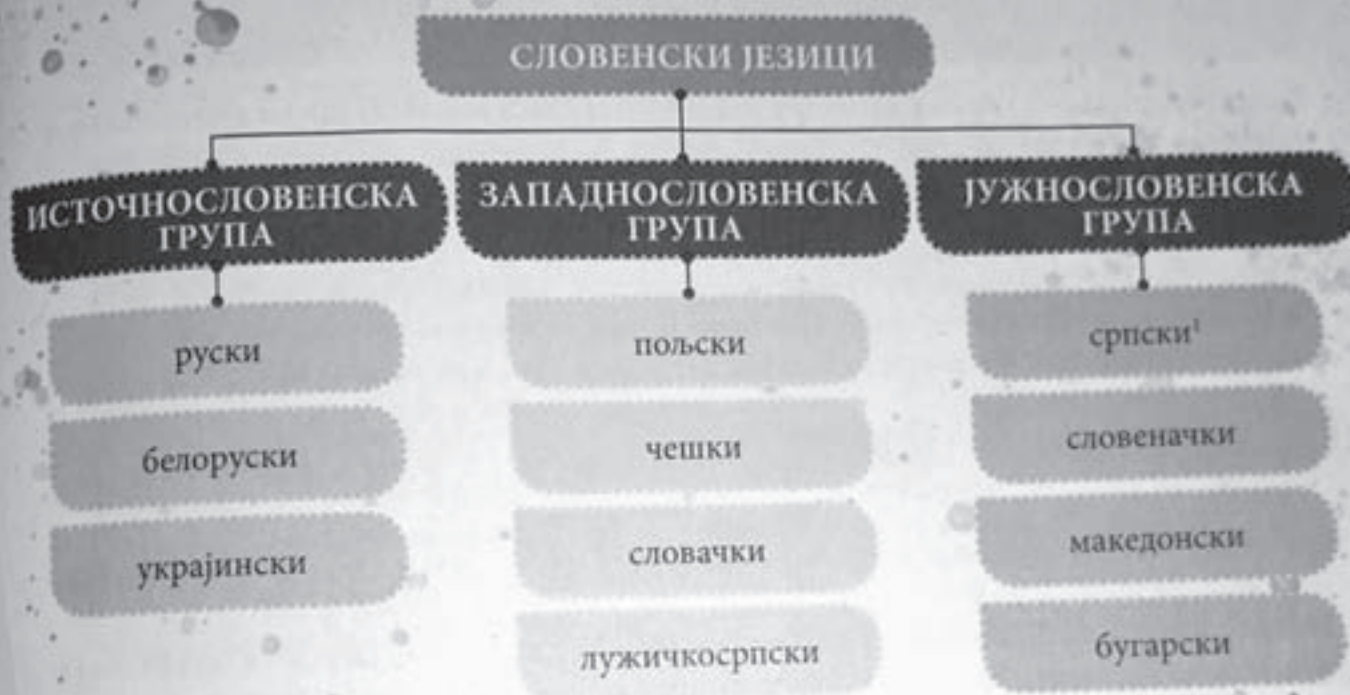 СЛОВЕНСКИ ЈЕЗИЦИ
ИСТОЧНОСЛОВЕНСКА
ГРУПА
руски
белоруски
украјински
ЗАПАДНОСЛОВЕНСКА
ГРУПА
пољски
чешки
словачки
лужичкосрпски
ЈУЖНОСЛОВЕНСКА
ГРУПА
српски¹
словеначки
македонски
бугарски